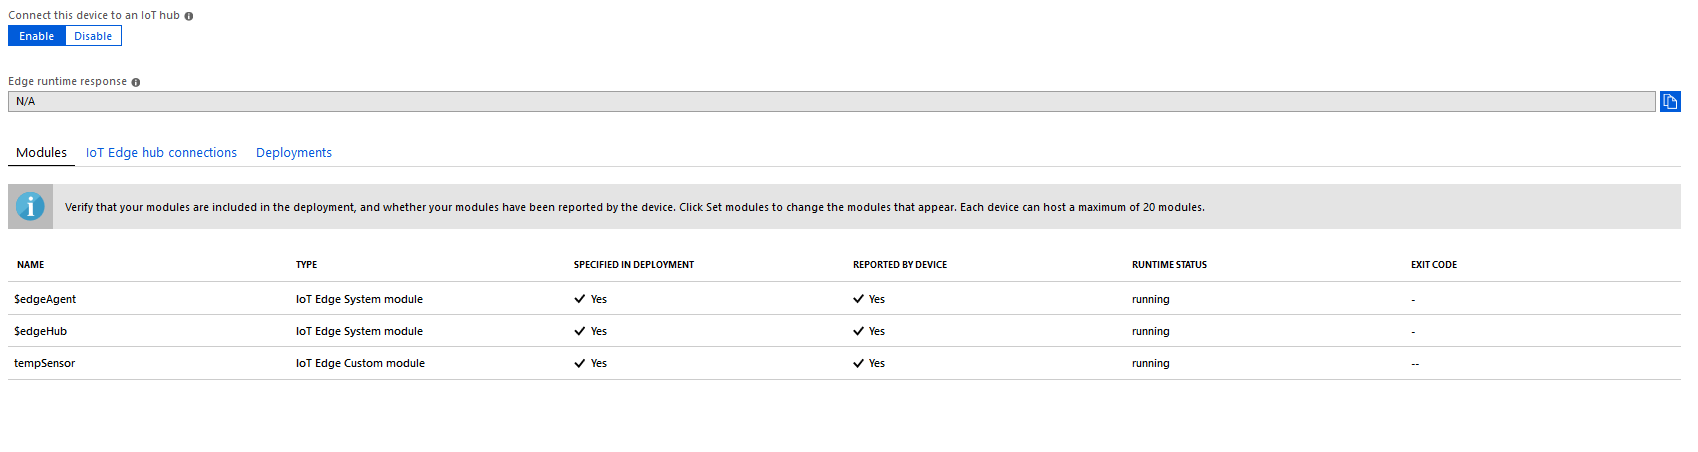 Connect this device to an IoT hub
Enable Disable
Edge runtime response
N/A
Modules IoT Edge hub connections Deployments
Verify that your modules are included in the deployment, and whether your modules have been reported by the device. Click Set modules to change the modules that appear. Each device can host a maximum of 20 modules.
NAME TYPE SPECIFIED IN DEPLOYMENT REPORTED BY DEVICE RUNTIME STATUS EXIT CODE
$edgeAgent IoT Edge System module Yes Yes running -
$edgeHub IoT Edge System module Yes Yes running -
tempSensor IoT Edge Custom module Yes Yes running --